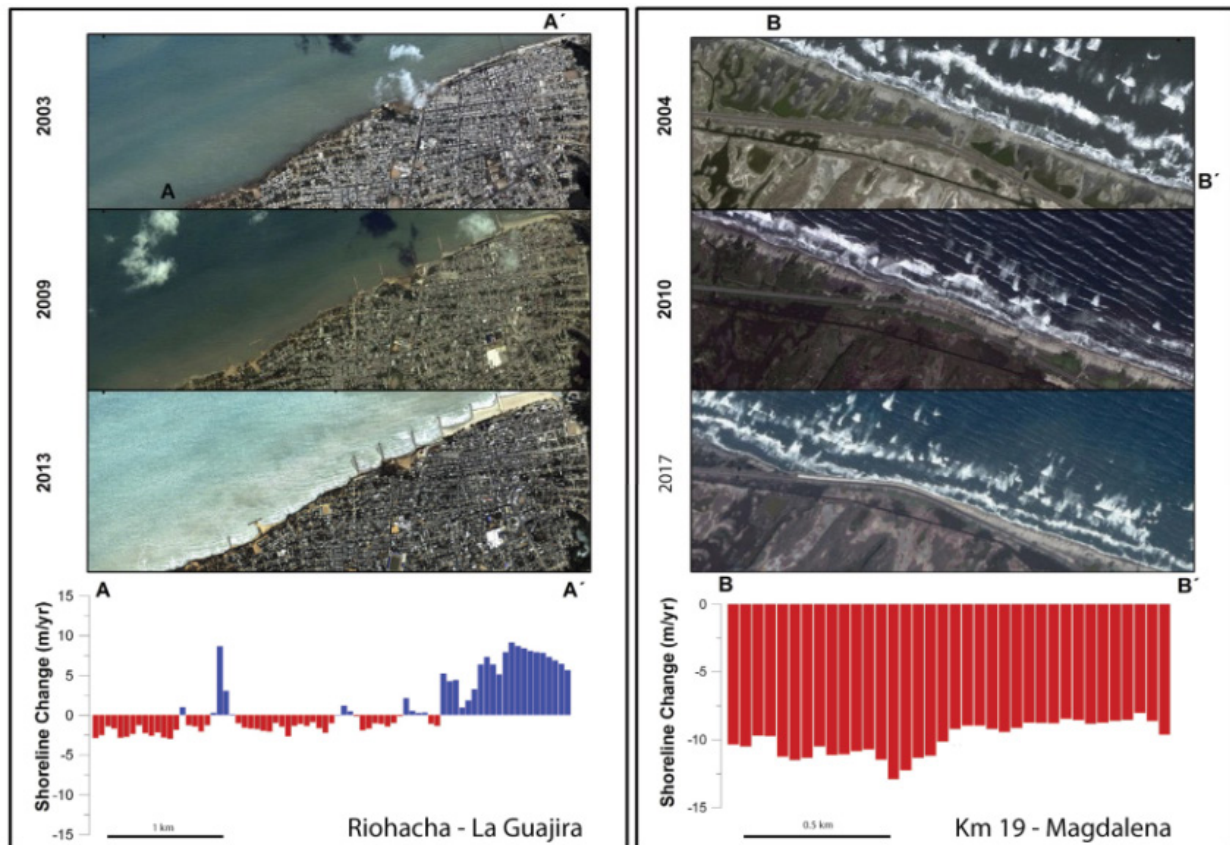 A´
2003
A
2009
2013
A
A´
15
10
5
0
-5
-10
-15
Shoreline Change (m/yr)
1 km
Riohacha - La Guajira
B
2004
B´
2010
2017
B
B´
0
-5
-10
-15
Shoreline Change (m/yr)
0.5 km
Km 19 - Magdalena